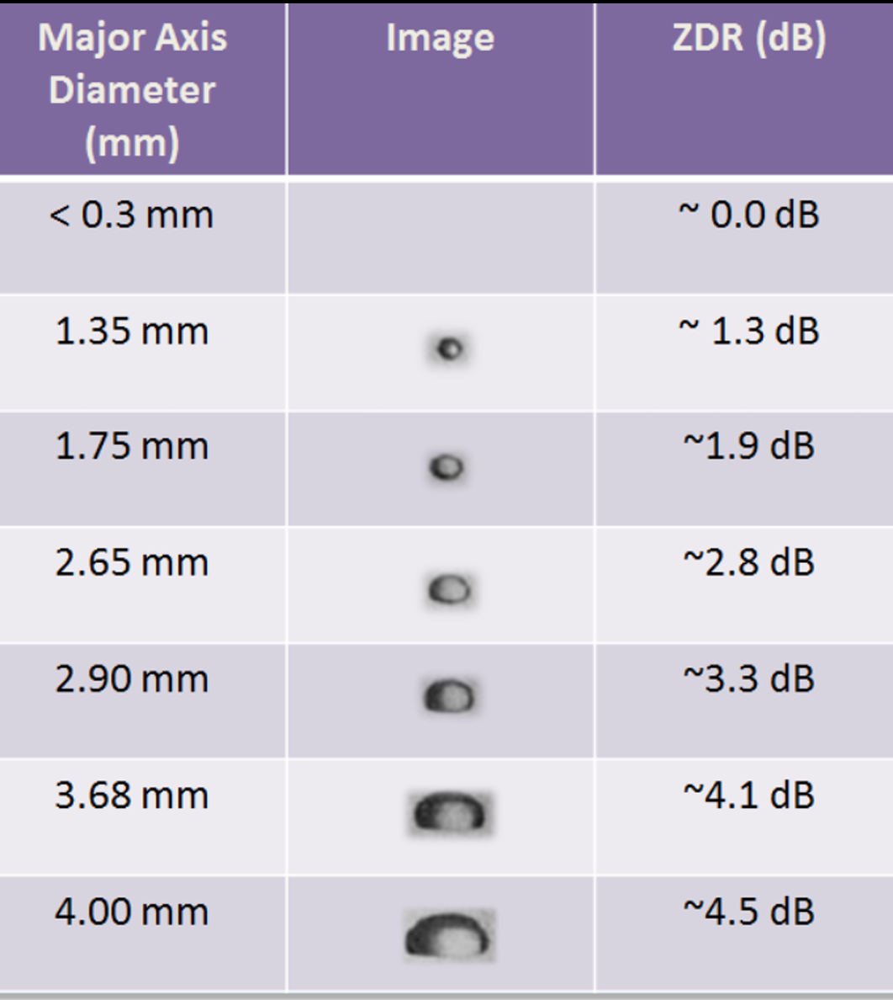 Major Axis Diameter (mm) Image ZDR (dB)
< 0.3 mm ~ 0.0 dB
1.35 mm ~ 1.3 dB
1.75 mm ~1.9 dB
2.65 mm ~2.8 dB
2.90 mm ~3.3 dB
3.68 mm ~4.1 dB
4.00 mm ~4.5 dB